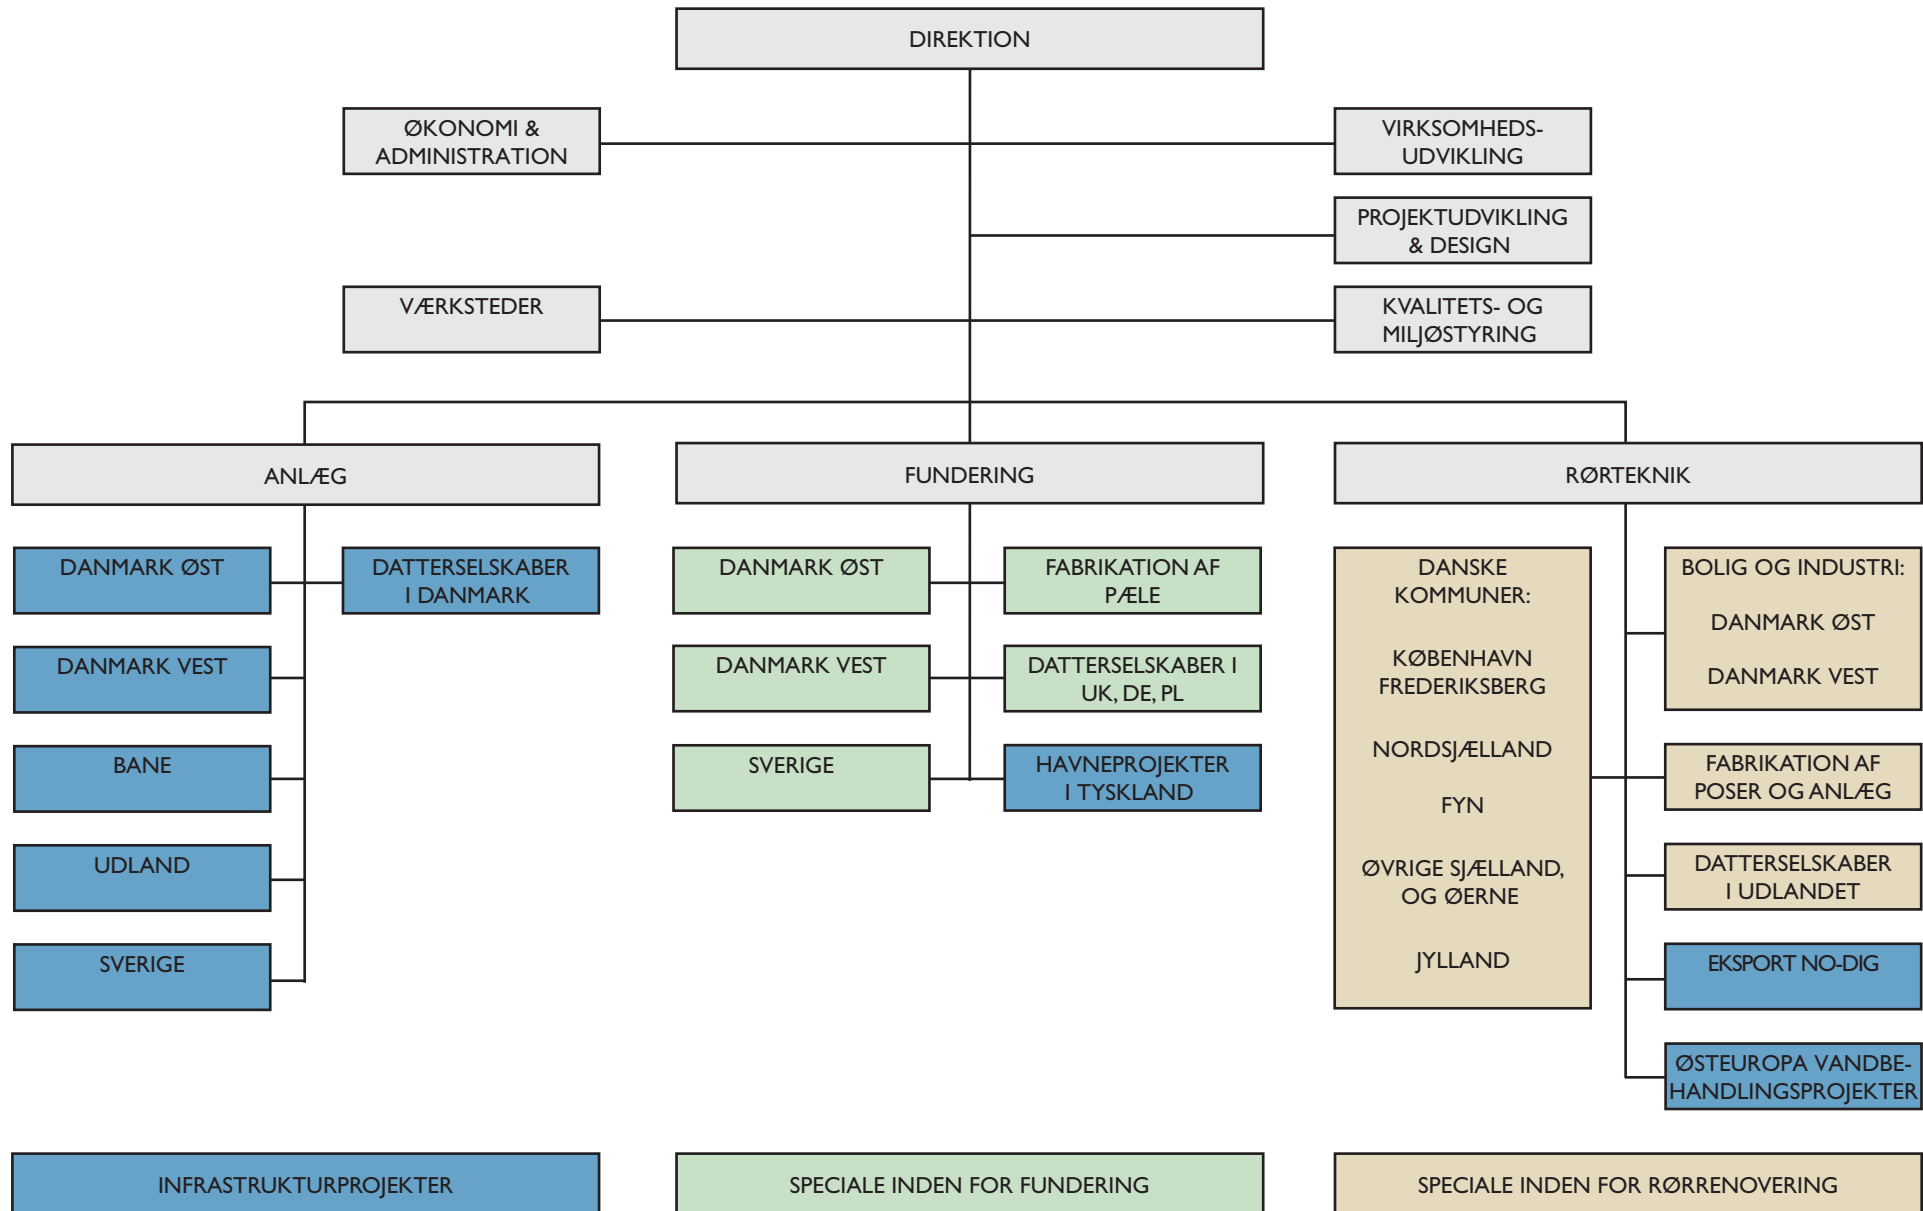 DIREKTION
ØKONOMI &
ADMINISTRATION
VIRKSOMHEDS-
UDVIKLING
PROJEKTUDVIKLING
& DESIGN
VÆRKSTEDER
KVALITETS- OG
MILJØSTYRING
ANLÆG
DANMARK ØST
DATTERSELSKABER
I DANMARK
DANMARK VEST
BANE
UDLAND
SVERIGE
FUNDERING
DANMARK ØST
FABRIKATION AF
PÆLE
DANMARK VEST
DATTERSELSKABER I
UK, DE, PL
SVERIGE
HAVNEPROJEKTER
I TYSKLAND
RØRTEKNIK
DANSKE
KOMMUNER:
KØBENHAVN
FREDERIKSBERG
NORDSJÆLLAND
FYN
ØVRIGE SJÆLLAND,
OG ØERNE
JYLLAND
BOLIG OG INDUSTRI:
DANMARK ØST
DANMARK VEST
FABRIKATION AF
POSER OG ANLÆG
DATTERSELSKABER
I UDLANDET
EKSPORT NO-DIG
ØSTEUROPA VANDBE-
HANDLINGSPROJEKTER
INFRASTRUKTURPROJEKTER
SPECIALE INDEN FOR FUNDERING
SPECIALE INDEN FOR RØRRENOVERING